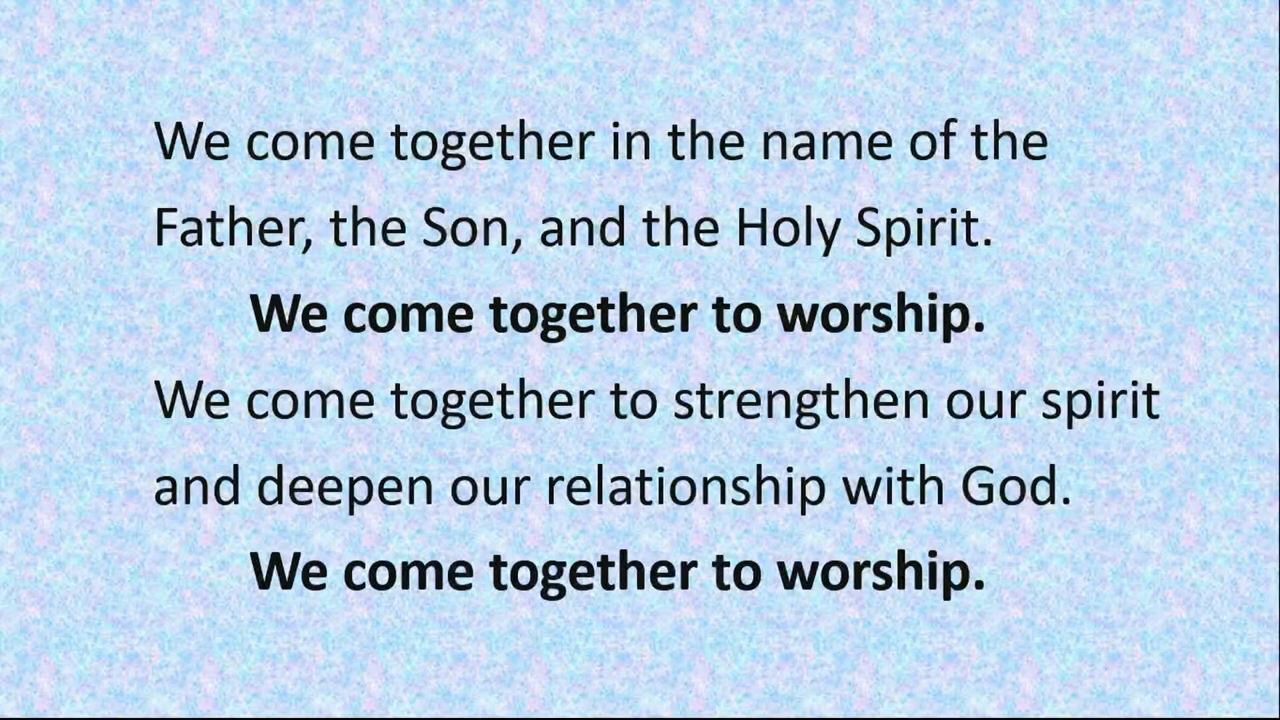 We come together in the name of the
Father, the Son, and the Holy Spirit.
We come together to worship.
We come together to strengthen our spirit
and deepen our relationship with God.
We come together to worship.